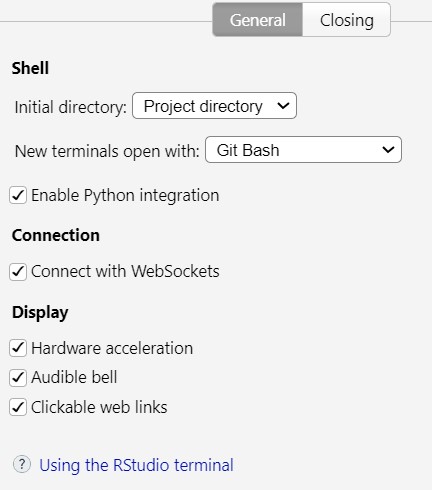 General Closing
Shell
Initial directory: Project directory
New terminals open with: Git Bash
Enable Python integration
Connection
Connect with WebSockets
Display
Hardware acceleration
Audible bell
Clickable web links
? Using the RStudio terminal